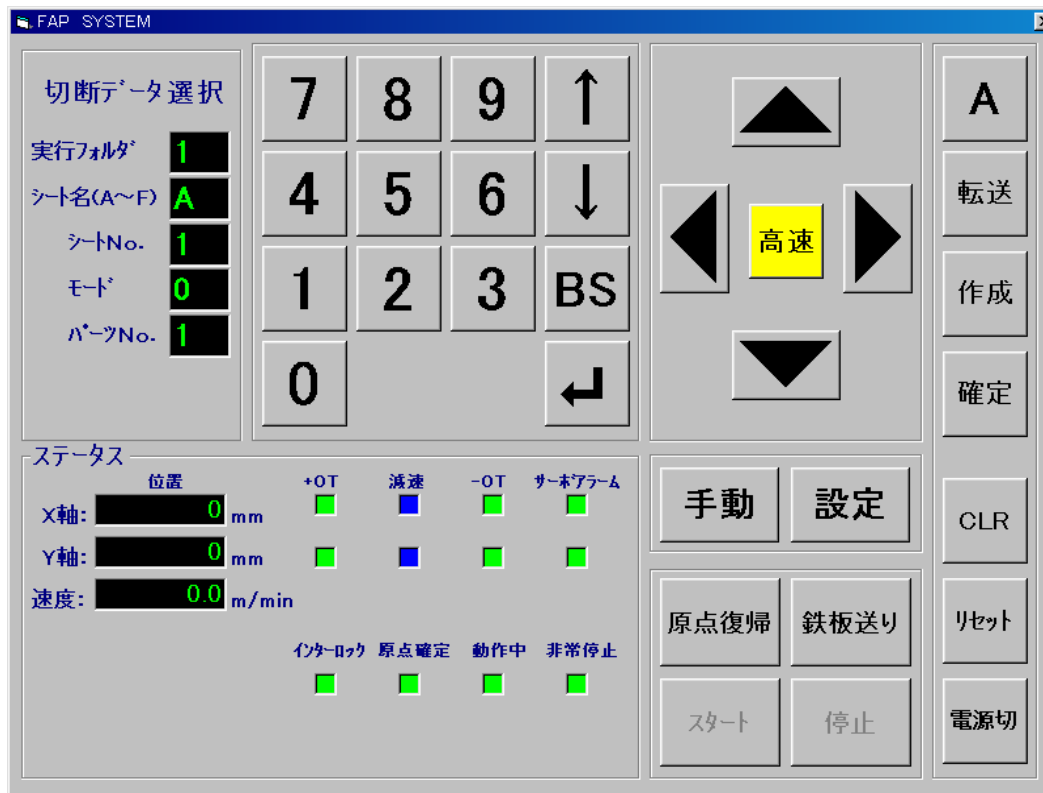 FAP SYSTEM
切断ﾃﾞｰﾀ選択
実行ﾌｫﾙﾀﾞ 1
ｼｰﾄ名(A～F) A
ｼｰﾄNo. 1
ﾓｰﾄﾞ 0
ﾊﾟｰﾂNo. 1
7 8 9 ↑
4 5 6 ↓
1 2 3 BS
0 ↵
▲
◀ 高速 ▶
▼
A
転送
作成
確定
CLR
ﾘｾｯﾄ
電源切
ステータス
位置 +OT 減速 -OT ｻｰﾎﾞｱﾗｰﾑ
X軸: 0 mm
Y軸: 0 mm
速度: 0.0 m/min
ｲﾝﾀｰﾛｯｸ 原点確定 動作中 非常停止
手動 設定
原点復帰 鉄板送り
ｽﾀｰﾄ 停止